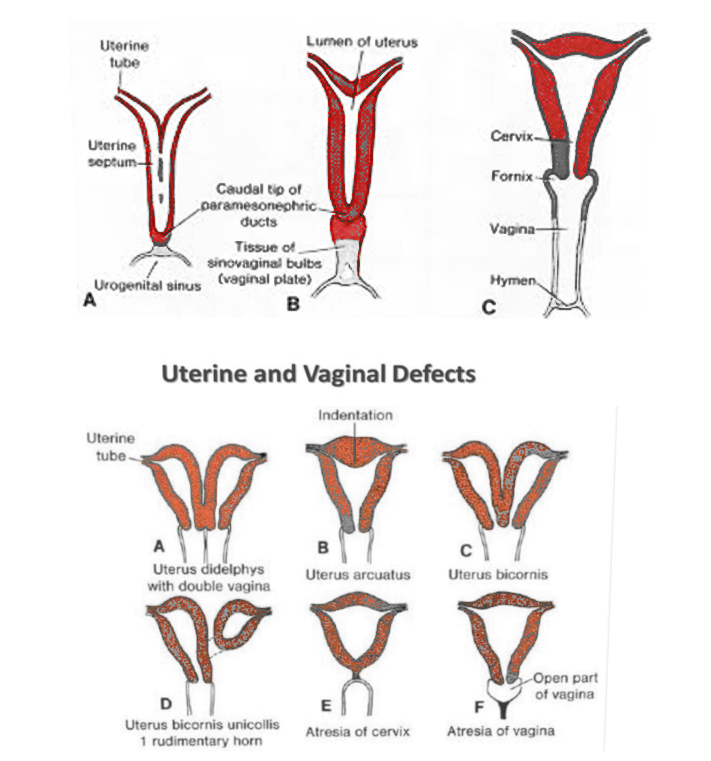 Uterine
tube
Uterine
septum
Caudal tip of
paramesonephric
ducts
Urogenital sinus
A
Lumen of uterus
Tissue of
sinovaginal bulbs
(vaginal plate)
B
Cervix
Fornix
Vagina
Hymen
C
Uterine and Vaginal Defects
Uterine
tube
A
Uterus didelphys
with double vagina
Indentation
B
Uterus arcuatus
C
Uterus bicornis
D
Uterus bicornis unicollis
1 rudimentary horn
E
Atresia of cervix
Open part
of vagina
F
Atresia of vagina